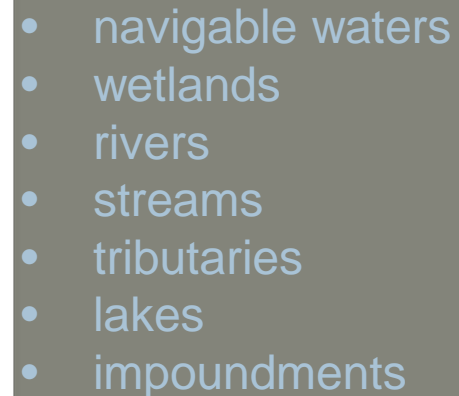 • navigable waters
• wetlands
• rivers
• streams
• tributaries
• lakes
• impoundments